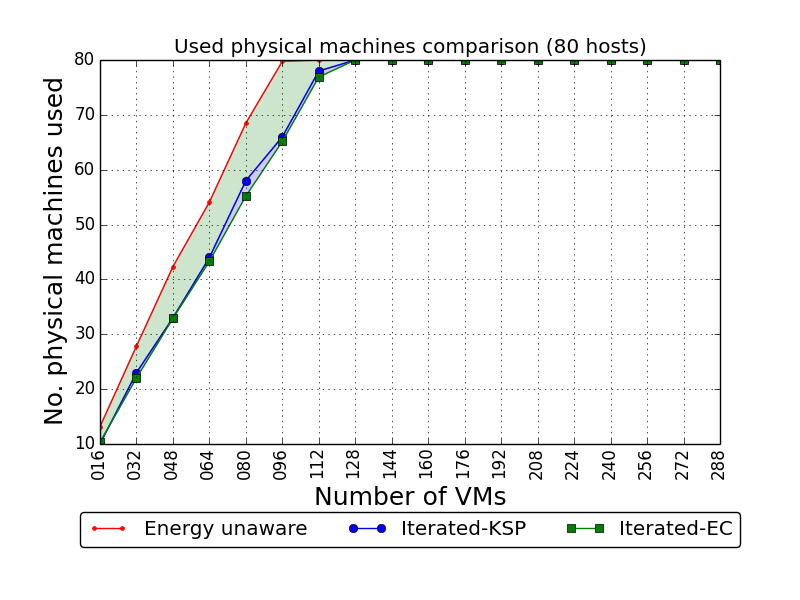 Used physical machines comparison (80 hosts)
No. physical machines used
80
70
60
50
40
30
20
10
016 032 048 064 080 096 112 128 144 160 176 192 208 224 240 256 272 288
Number of VMs
Energy unaware Iterated-KSP Iterated-EC